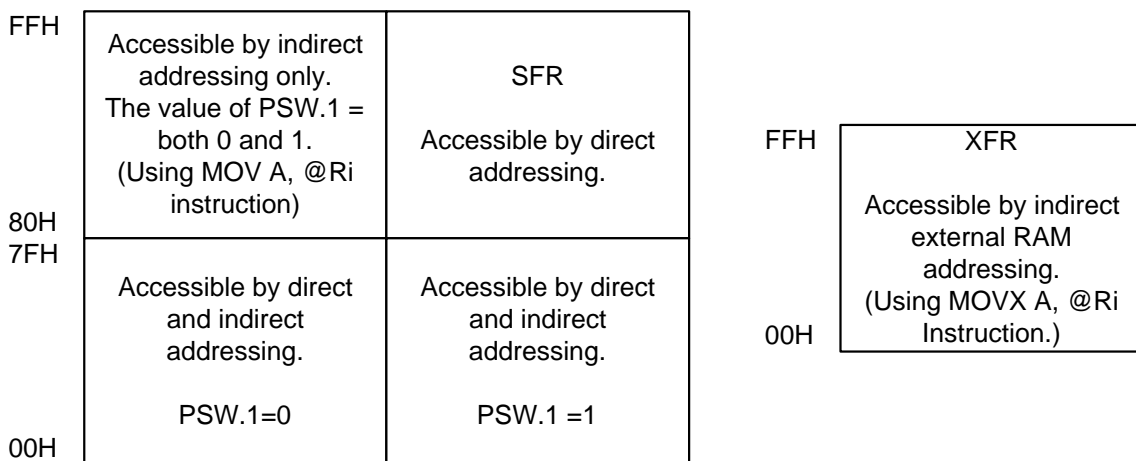 FFH
Accessible by indirect
addressing only.
The value of PSW.1 =
both 0 and 1.
(Using MOV A, @Ri
instruction)
80H
SFR
Accessible by direct
addressing.
7FH
Accessible by direct
and indirect
addressing.
PSW.1=0
00H
Accessible by direct
and indirect
addressing.
PSW.1 =1
FFH
XFR
Accessible by indirect
external RAM
addressing.
(Using MOVX A, @Ri
Instruction.)
00H